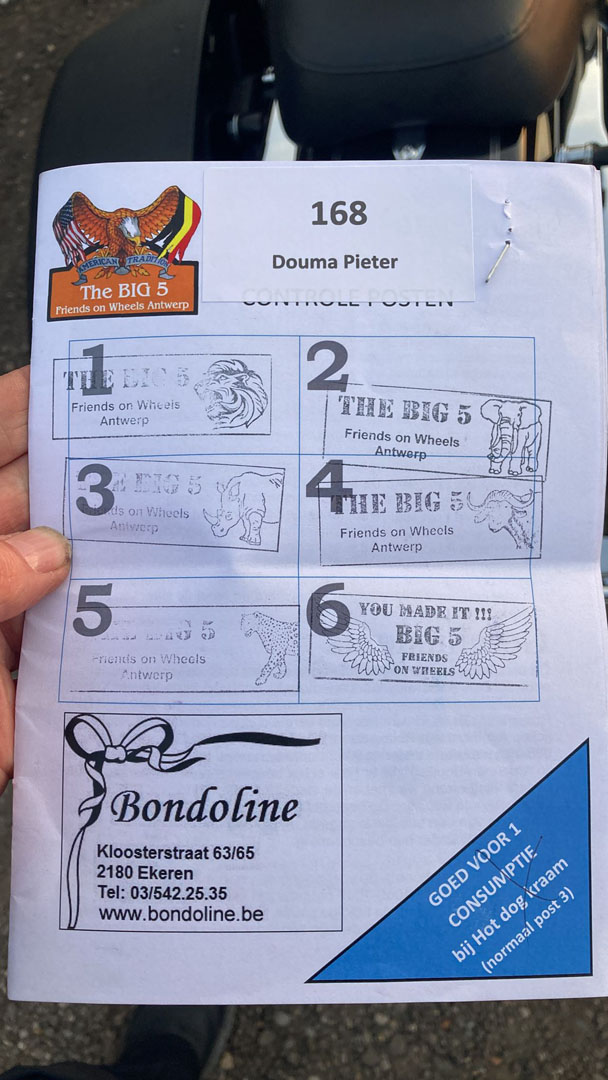 168
Douma Pieter
AMERICAN TRADITION
The BIG 5
Friends on Wheels Antwerp
CONTROLE POSTEN
1
THE BIG 5
Friends on Wheels
Antwerp
2
THE BIG 5
Friends on Wheels
Antwerp
3
THE BIG 5
Friends on Wheels
Antwerp
4
THE BIG 5
Friends on Wheels
Antwerp
5
THE BIG 5
Friends on Wheels
Antwerp
6
YOU MADE IT !!!
BIG 5
FRIENDS
ON WHEELS
Bondoline
Kloosterstraat 63/65
2180 Ekeren
Tel: 03/542.25.35
www.bondoline.be
GOED VOOR 1
CONSUMPTIE
bij Hot dog kraam
(normaal post 3)